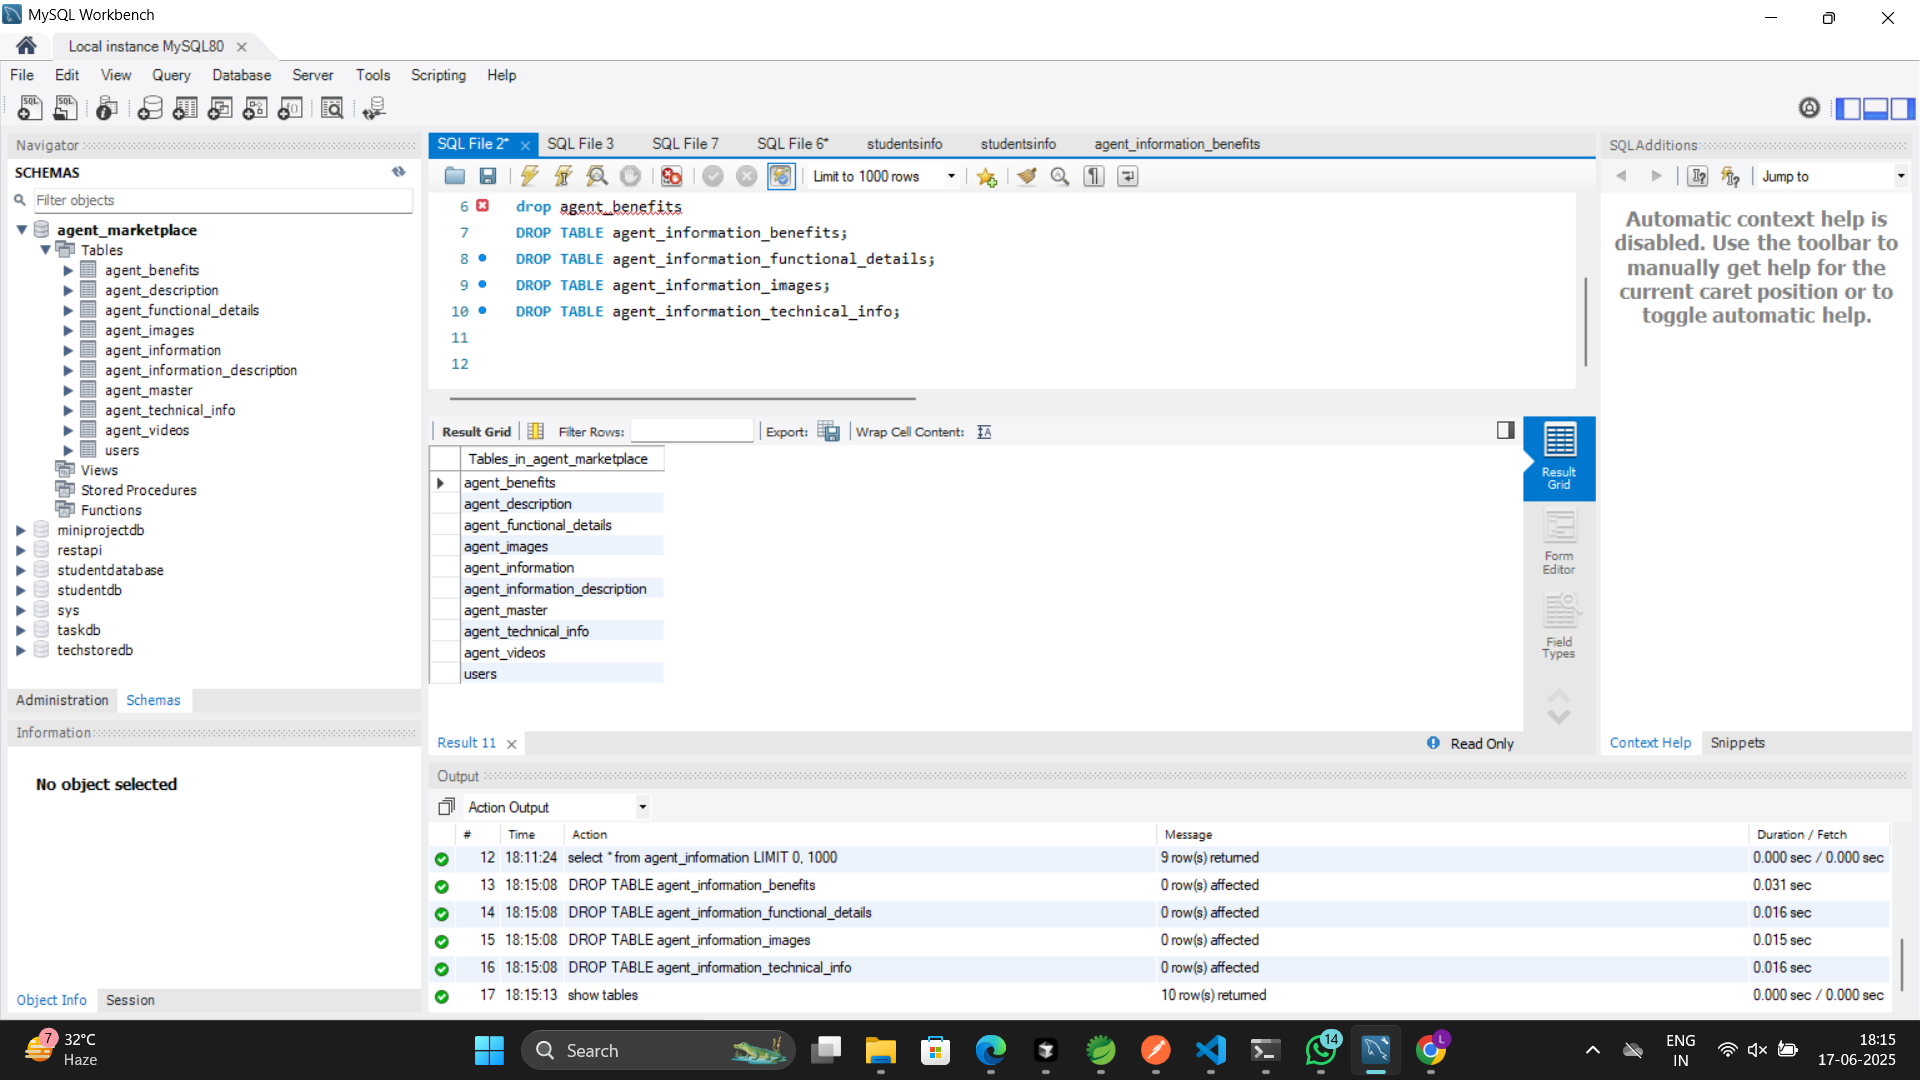 MySQL Workbench
Local instance MySQL80
File Edit View Query Database Server Tools Scripting Help
Navigator
SCHEMAS
Filter objects
agent_marketplace
Tables
agent_benefits
agent_description
agent_functional_details
agent_images
agent_information
agent_information_description
agent_master
agent_technical_info
agent_videos
users
Views
Stored Procedures
Functions
miniprojectdb
restapi
studentdatabase
studentdb
sys
taskdb
techstoredb
Administration Schemas
Information
No object selected
Object Info Session
SQL File 2* SQL File 3 SQL File 7 SQL File 6* studentsinfo studentsinfo agent_information_benefits
Limit to 1000 rows
6 drop agent_benefits
7 DROP TABLE agent_information_benefits;
8 DROP TABLE agent_information_functional_details;
9 DROP TABLE agent_information_images;
10 DROP TABLE agent_information_technical_info;
11
12
Result Grid Filter Rows: Export: Wrap Cell Content:
Tables_in_agent_marketplace
agent_benefits
agent_description
agent_functional_details
agent_images
agent_information
agent_information_description
agent_master
agent_technical_info
agent_videos
users
Result
Grid
Form
Editor
Field
Types
Result 11 Read Only
SQLAdditions
Jump to
Automatic context help is
disabled. Use the toolbar to
manually get help for the
current caret position or to
toggle automatic help.
Context Help Snippets
Output
Action Output
# Time Action Message Duration / Fetch
12 18:11:24 select * from agent_information LIMIT 0, 1000 9 row(s) returned 0.000 sec / 0.000 sec
13 18:15:08 DROP TABLE agent_information_benefits 0 row(s) affected 0.031 sec
14 18:15:08 DROP TABLE agent_information_functional_details 0 row(s) affected 0.016 sec
15 18:15:08 DROP TABLE agent_information_images 0 row(s) affected 0.015 sec
16 18:15:08 DROP TABLE agent_information_technical_info 0 row(s) affected 0.016 sec
17 18:15:13 show tables 10 row(s) returned 0.000 sec / 0.000 sec
7
32°C
Haze
Search
14
L
ENG
IN
18:15
17-06-2025